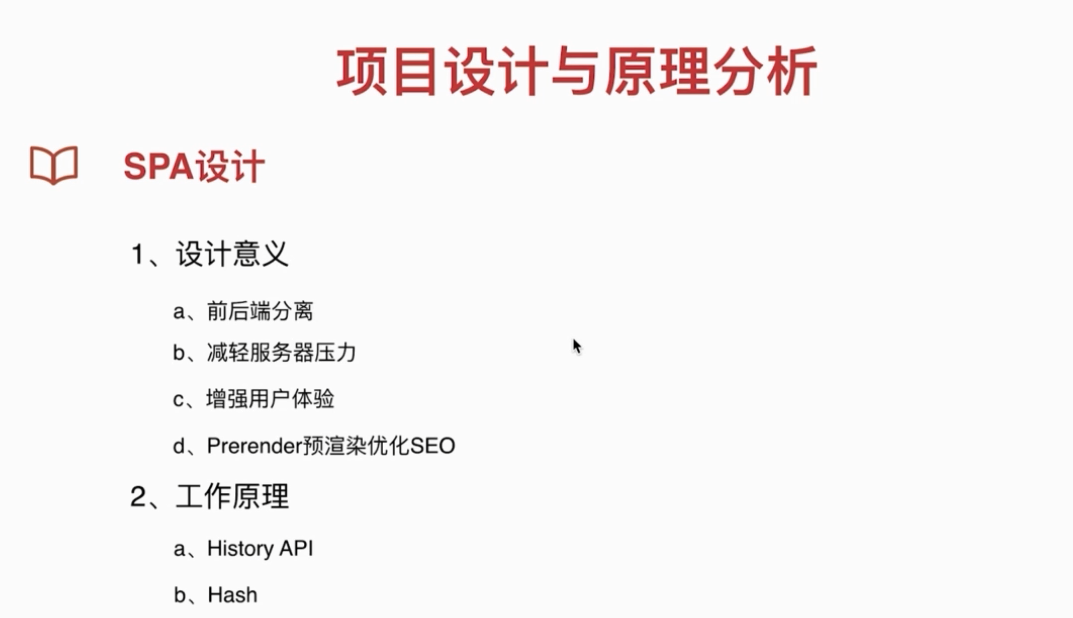 项目设计与原理分析
SPA设计
1、设计意义
a、前后端分离
b、减轻服务器压力
c、增强用户体验
d、Prerender预渲染优化SEO
2、工作原理
a、History API
b、Hash